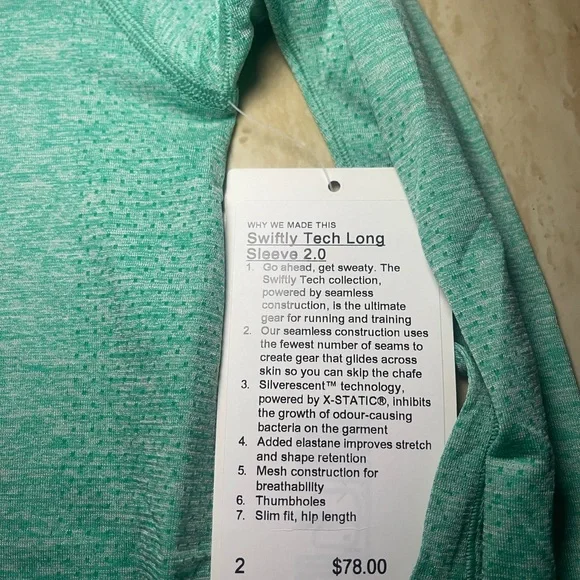 WHY WE MADE THIS
Swiftly Tech Long
Sleeve 2.0
1. Go ahead, get sweaty. The
Swiftly Tech collection,
powered by seamless
construction, is the ultimate
gear for running and training
2. Our seamless construction uses
the fewest number of seams to
create gear that glides across
skin so you can skip the chafe
3. Silverescent™ technology,
powered by X-STATIC®, inhibits
the growth of odour-causing
bacteria on the garment
4. Added elastane improves stretch
and shape retention
5. Mesh construction for
breathability
6. Thumbholes
7. Slim fit, hip length
2 $78.00